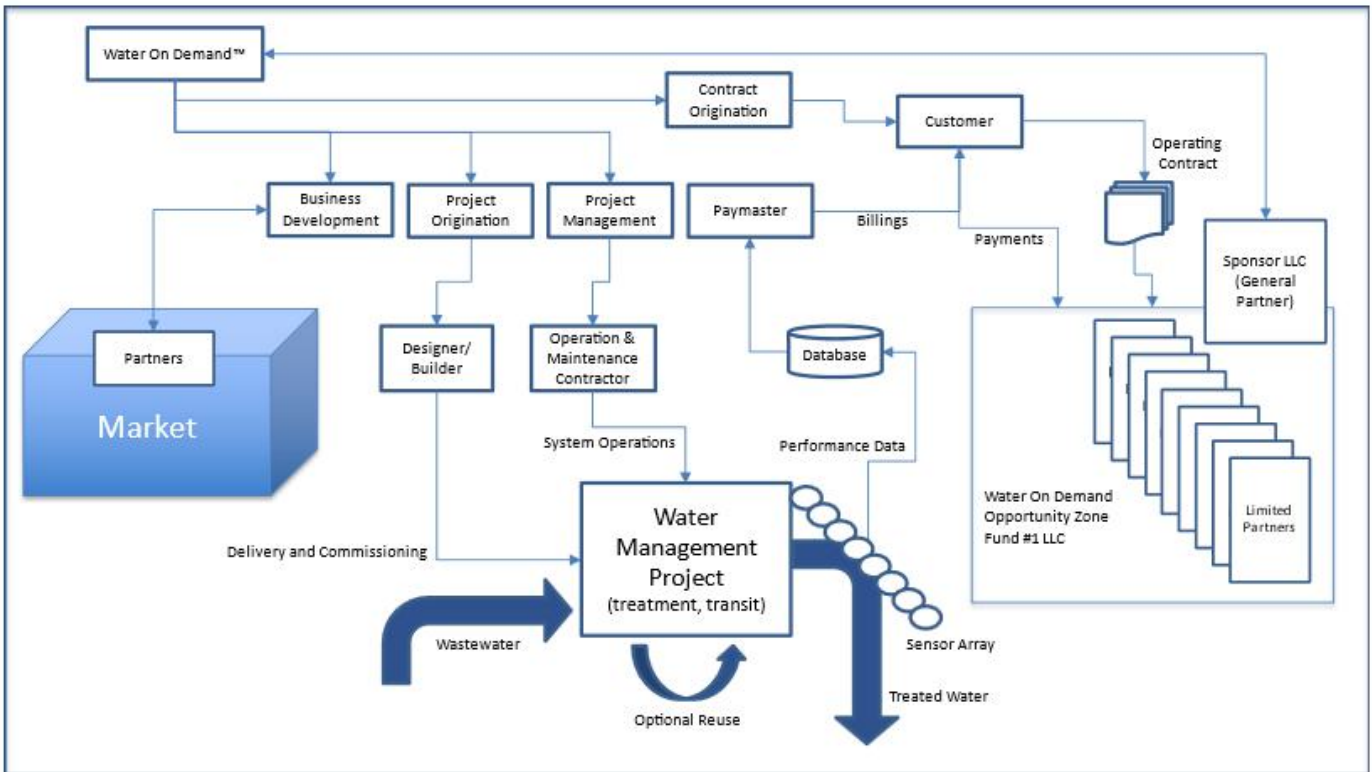 Water On Demand™
Contract
Origination
Customer
Operating
Contract
Business
Development
Project
Origination
Project
Management
Paymaster
Billings
Payments
Sponsor LLC
(General
Partner)
Partners
Market
Designer/
Builder
Operation &
Maintenance
Contractor
Database
System Operations
Performance Data
Water
Management
Project
(treatment, transit)
Water On Demand
Opportunity Zone
Fund #1 LLC
Limited
Partners
Delivery and Commissioning
Wastewater
Sensor Array
Treated Water
Optional Reuse